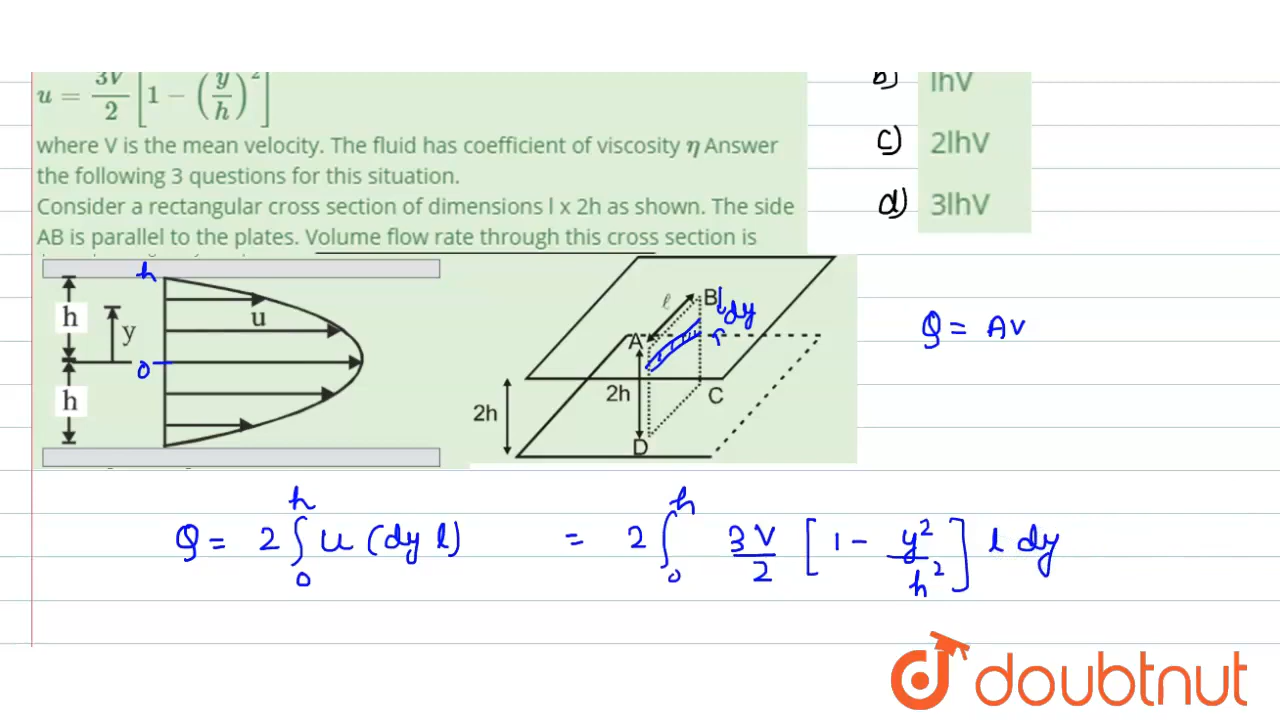 u = 3V/2 [1 − (y/h)²]
b) lhV
where V is the mean velocity. The fluid has coefficient of viscosity η Answer
the following 3 questions for this situation.
c) 2lhV
Consider a rectangular cross section of dimensions l x 2h as shown. The side
AB is parallel to the plates. Volume flow rate through this cross section is
d) 3lhV
h
h
y
u
0
h
ℓ
B
dy
A
2h
C
2h
D
Q = AV
Q = 2 ∫₀ʰ u (dy l) = 2 ∫₀ʰ 3V/2 [1 − y²/h²] l dy
doubtnut